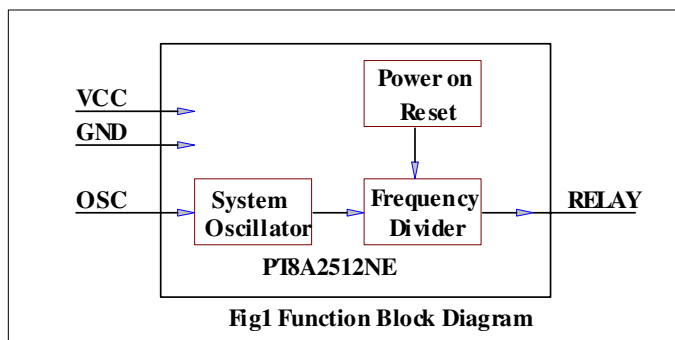 Power on
Reset
VCC
GND
OSC
System
Oscillator
Frequency
Divider
RELAY
PT8A2512NE
Fig1 Function Block Diagram